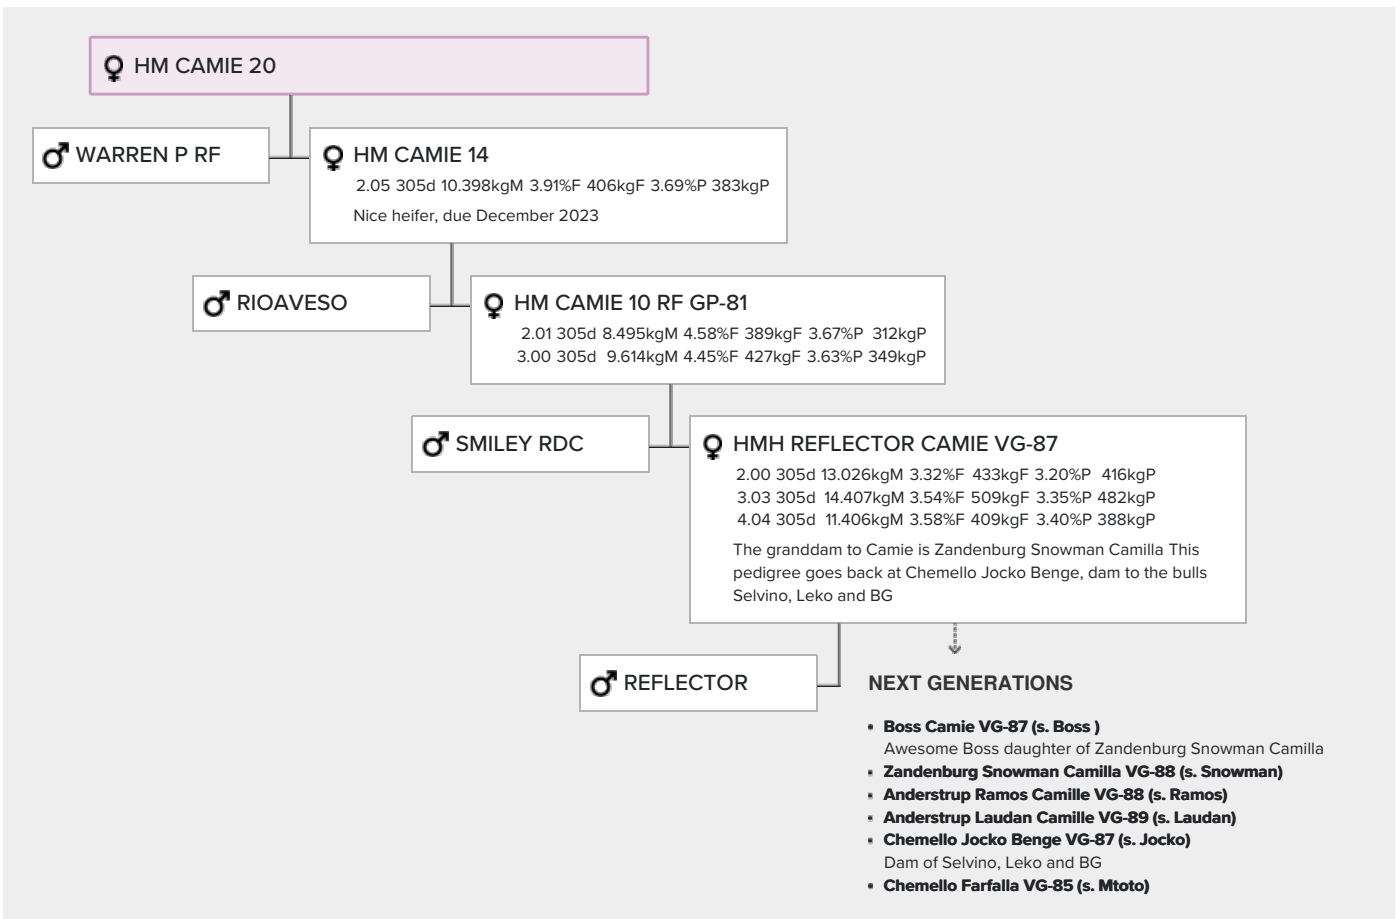 HM CAMIE 20
WARREN P RF
HM CAMIE 14
2.05 305d 10.398kgM 3.91%F 406kgF 3.69%P 383kgP
Nice heifer, due December 2023
RIOAVESO
HM CAMIE 10 RF GP-81
2.01 305d 8.495kgM 4.58%F 389kgF 3.67%P 312kgP
3.00 305d 9.614kgM 4.45%F 427kgF 3.63%P 349kgP
SMILEY RDC
HMH REFLECTOR CAMIE VG-87
2.00 305d 13.026kgM 3.32%F 433kgF 3.20%P 416kgP
3.03 305d 14.407kgM 3.54%F 509kgF 3.35%P 482kgP
4.04 305d 11.406kgM 3.58%F 409kgF 3.40%P 388kgP
The granddam to Camie is Zandenburg Snowman Camilla This
pedigree goes back at Chemello Jocko Benge, dam to the bulls
Selvino, Leko and BG
REFLECTOR
NEXT GENERATIONS
▪ Boss Camie VG-87 (s. Boss )
Awesome Boss daughter of Zandenburg Snowman Camilla
▪ Zandenburg Snowman Camilla VG-88 (s. Snowman)
▪ Anderstrup Ramos Camille VG-88 (s. Ramos)
▪ Anderstrup Laudan Camille VG-89 (s. Laudan)
▪ Chemello Jocko Benge VG-87 (s. Jocko)
Dam of Selvino, Leko and BG
▪ Chemello Farfalla VG-85 (s. Mtoto)